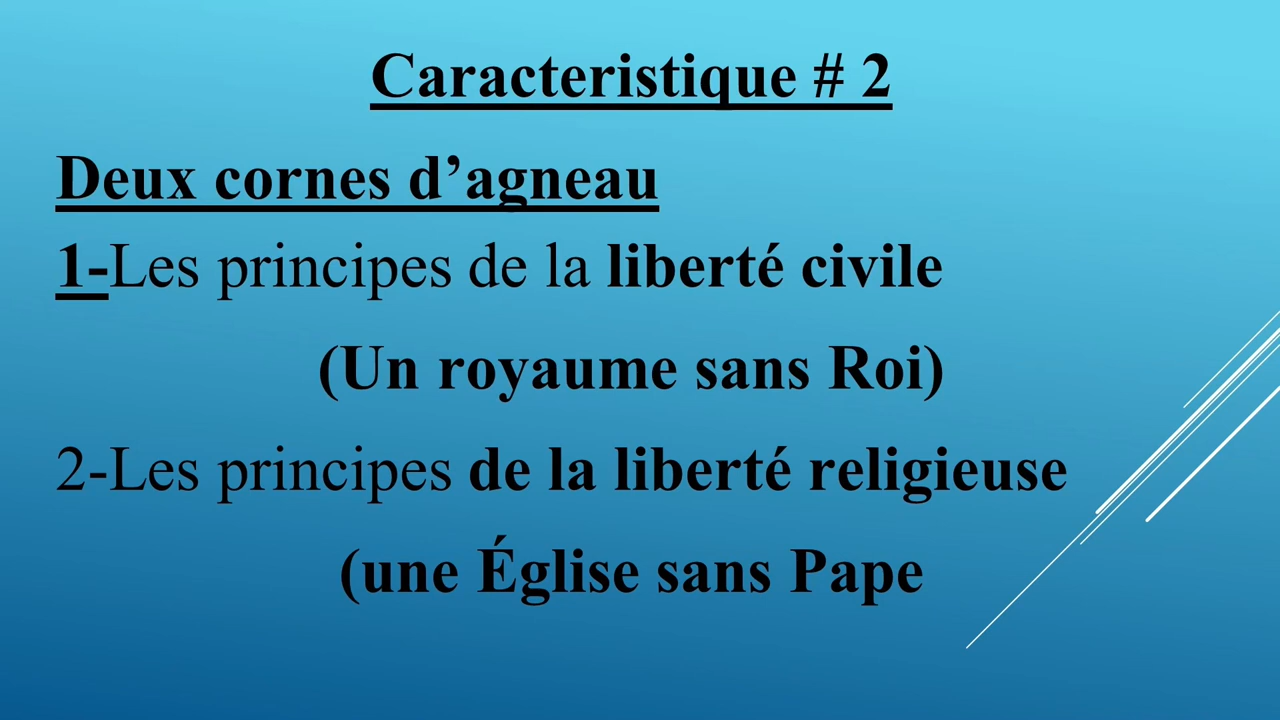 Caracteristique # 2
Deux cornes d’agneau
1-Les principes de la liberté civile
(Un royaume sans Roi)
2-Les principes de la liberté religieuse
(une Église sans Pape